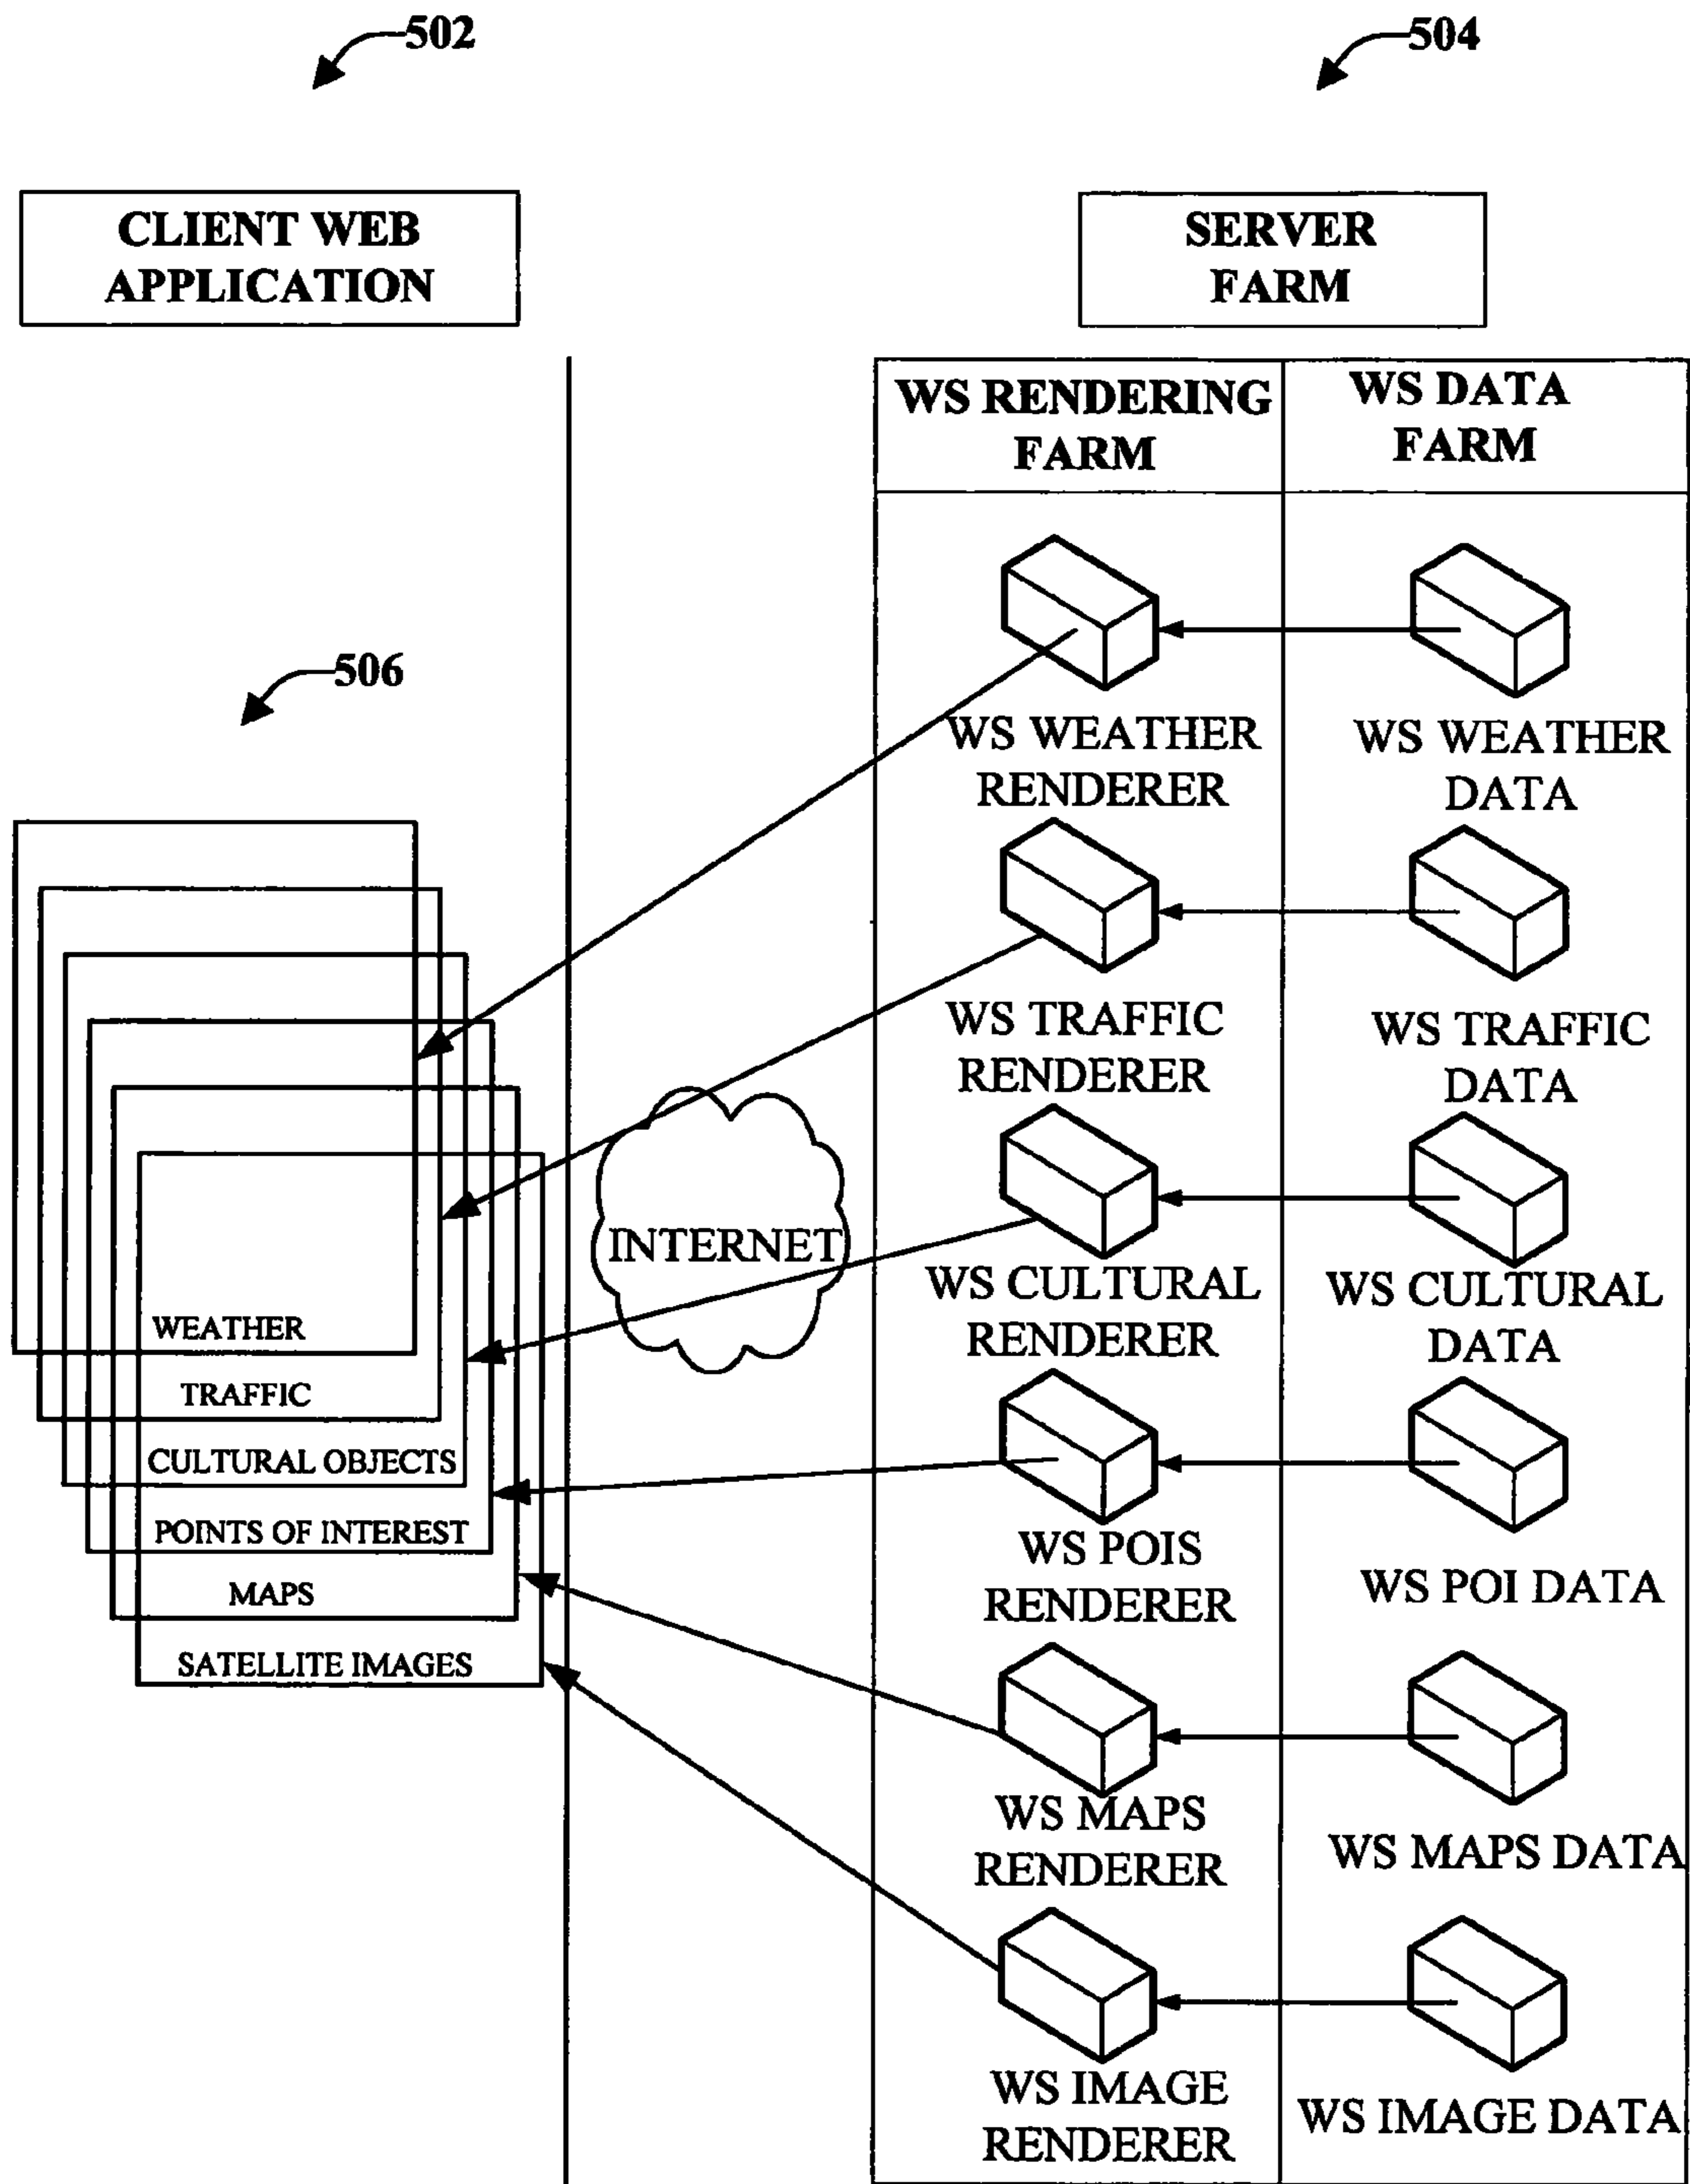 502
504
CLIENT WEB
APPLICATION
SERVER
FARM
WS RENDERING
FARM
WS DATA
FARM
506
WS WEATHER
RENDERER
WS WEATHER
DATA
WS TRAFFIC
RENDERER
WS TRAFFIC
DATA
INTERNET
WS CULTURAL
RENDERER
WS CULTURAL
DATA
WEATHER
TRAFFIC
CULTURAL OBJECTS
POINTS OF INTEREST
MAPS
SATELLITE IMAGES
WS POIS
RENDERER
WS POI DATA
WS MAPS
RENDERER
WS MAPS DATA
WS IMAGE
RENDERER
WS IMAGE DATA